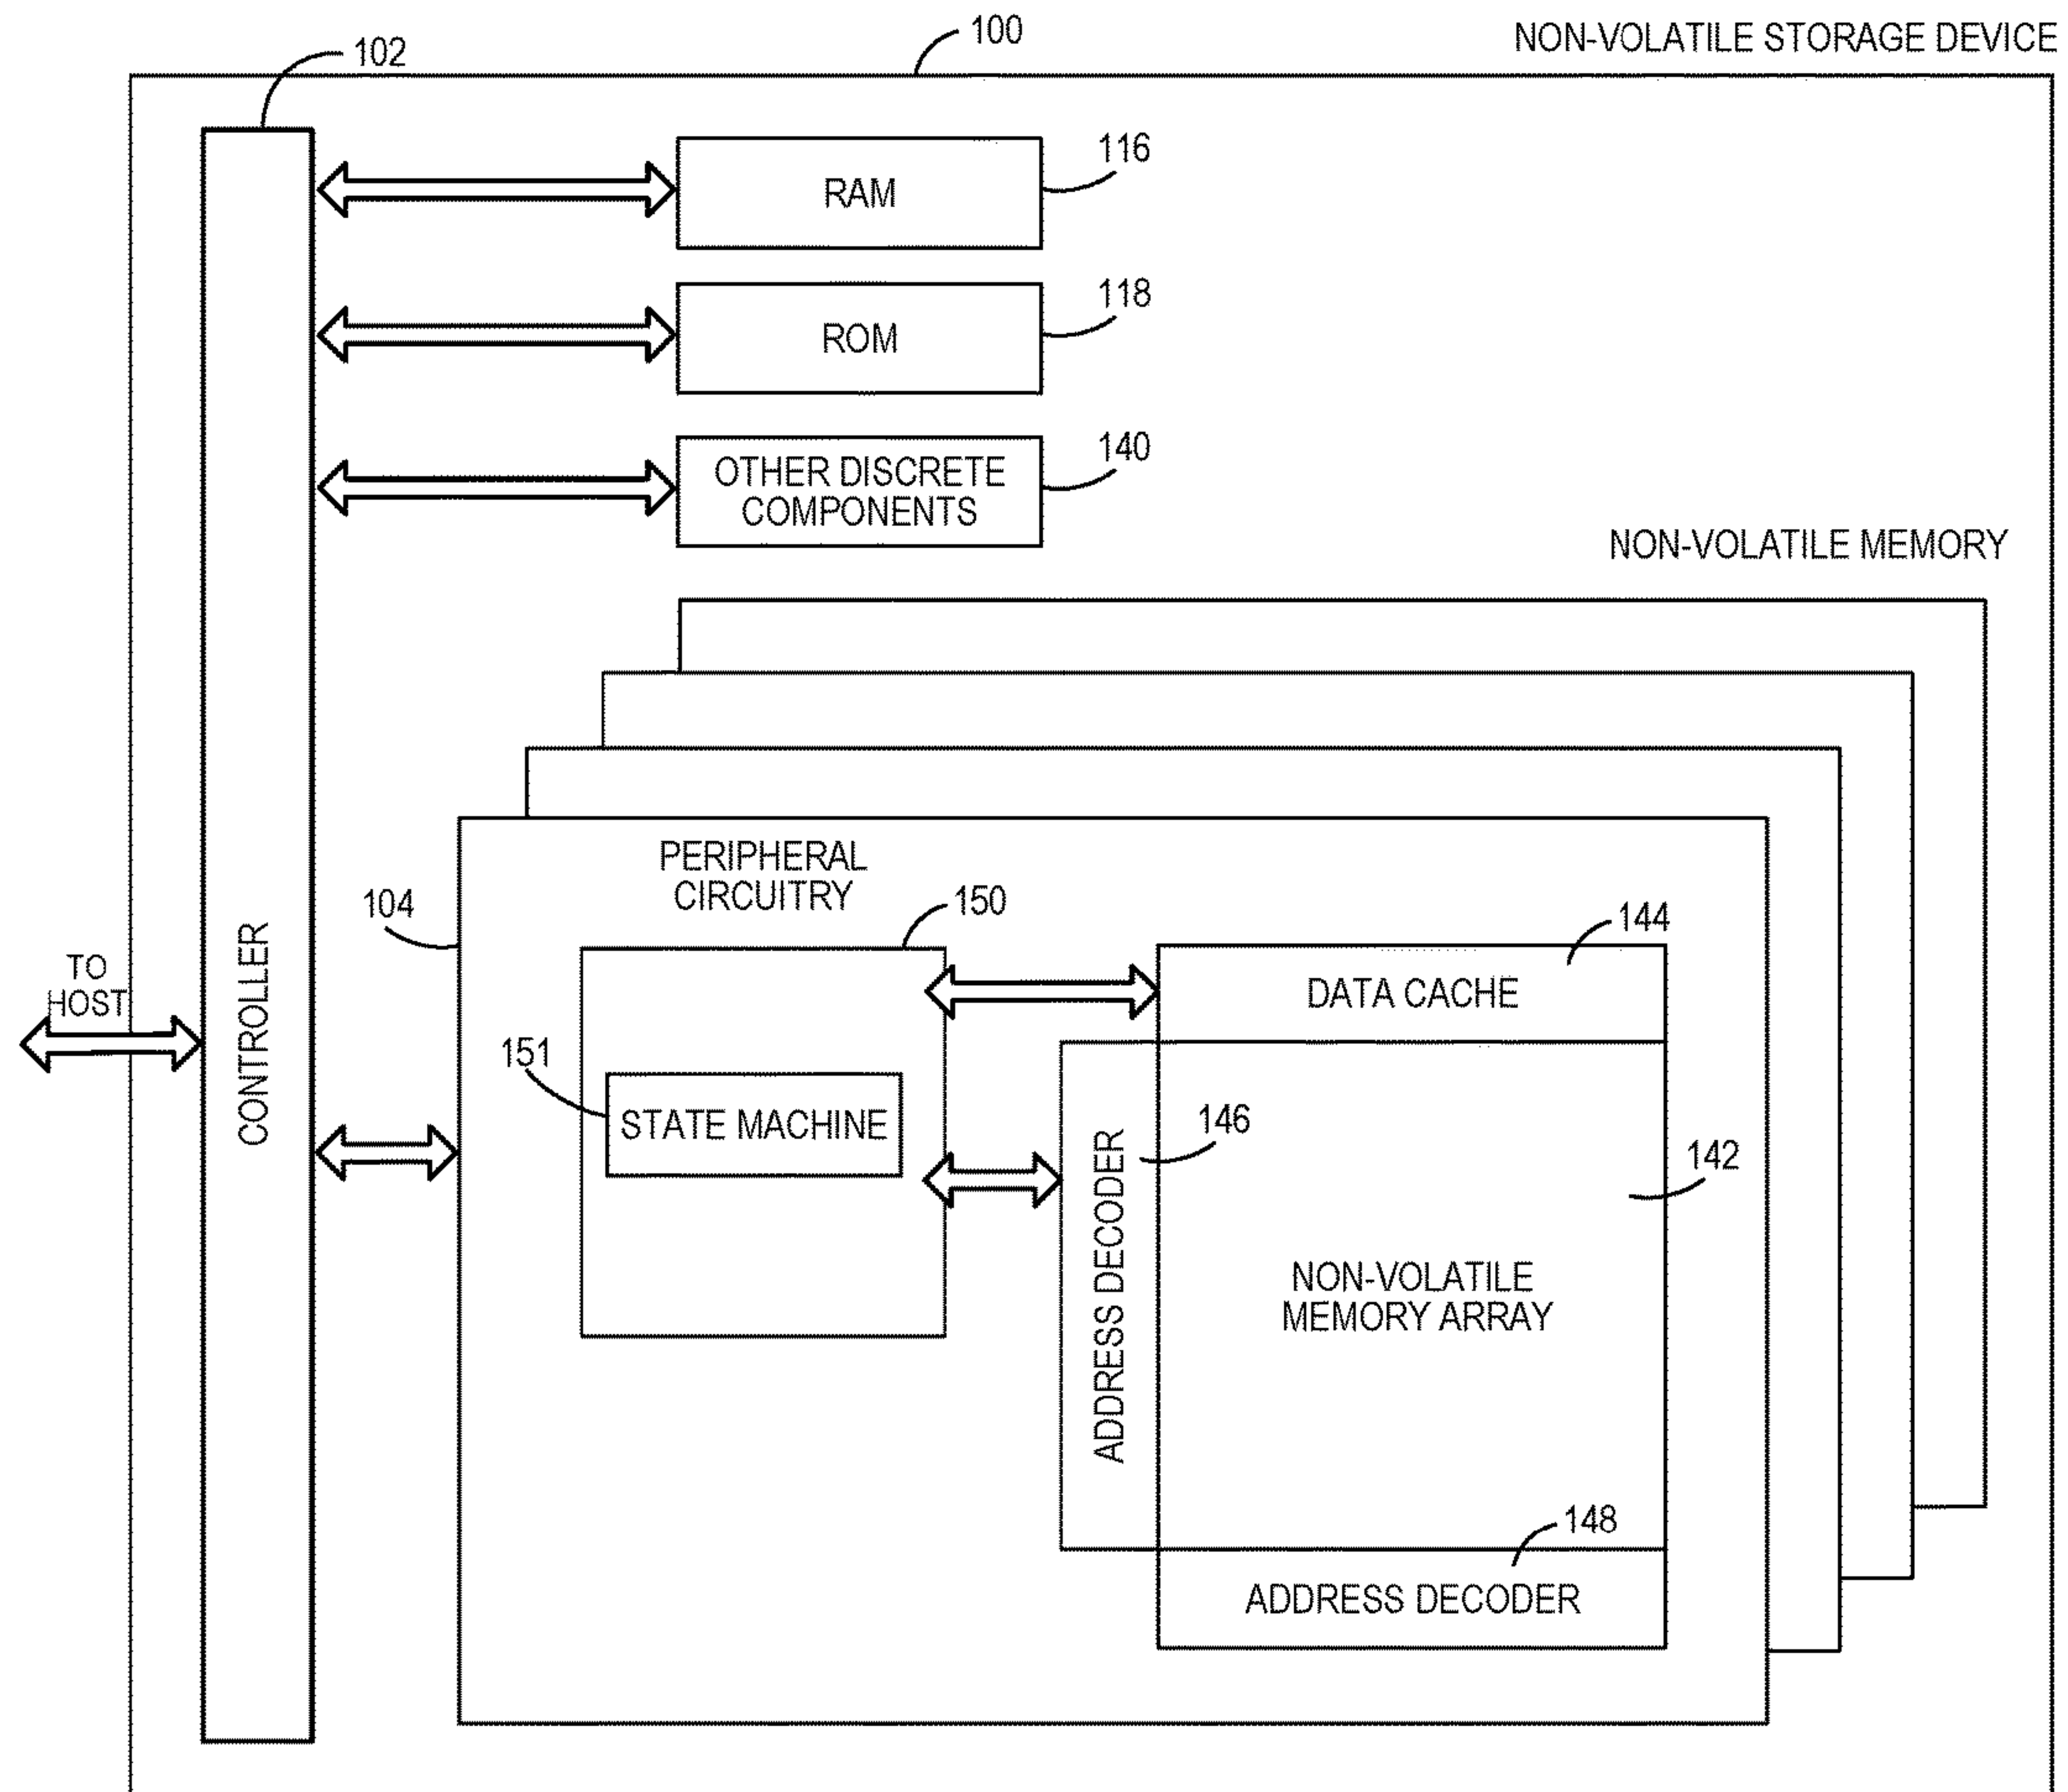 100
NON-VOLATILE STORAGE DEVICE
102
116
RAM
118
ROM
140
OTHER DISCRETE
COMPONENTS
NON-VOLATILE MEMORY
PERIPHERAL
CIRCUITRY
104
150
144
DATA CACHE
TO
HOST
CONTROLLER
151
STATE MACHINE
146
ADDRESS DECODER
142
NON-VOLATILE
MEMORY ARRAY
148
ADDRESS DECODER